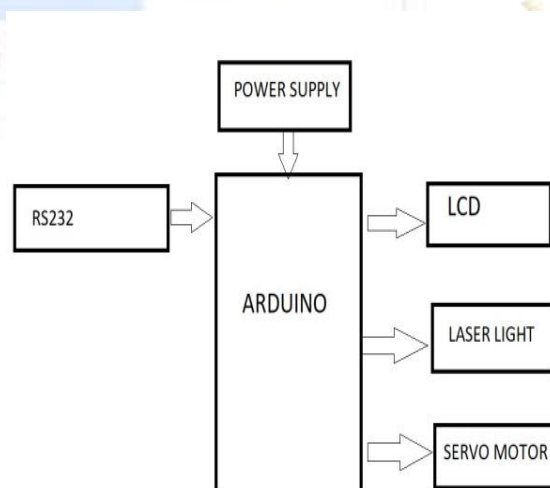 POWER SUPPLY
RS232
LCD
ARDUINO
LASER LIGHT
SERVO MOTOR